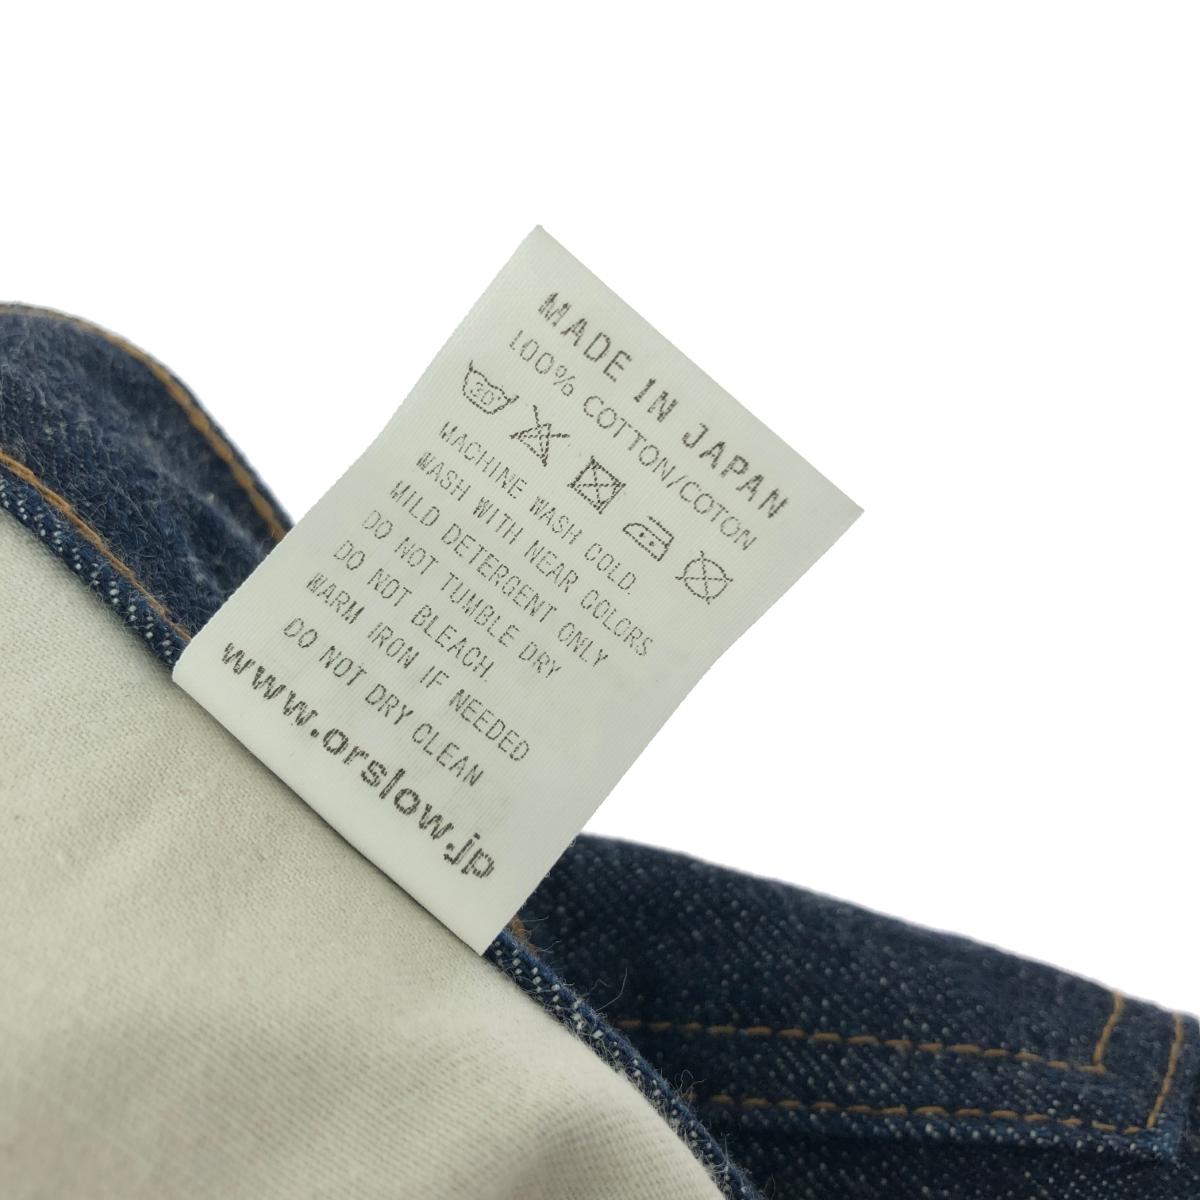 MADE IN JAPAN
100% COTTON/COTON
30
MACHINE WASH COLD.
WASH WITH NEAR COLORS
MILD DETERGENT ONLY
DO NOT TUMBLE DRY
DO NOT BLEACH.
WARM IRON IF NEEDED
DO NOT DRY CLEAN
www.orslow.jp